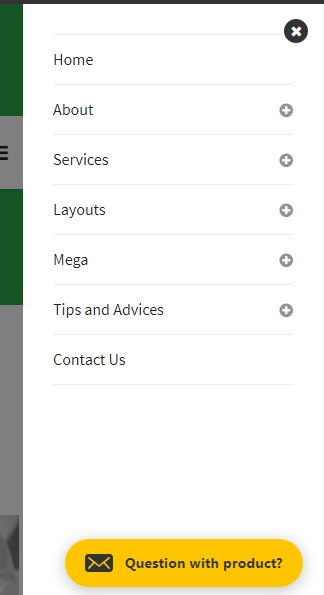 Home
About
Services
Layouts
Mega
Tips and Advices
Contact Us
Question with product?